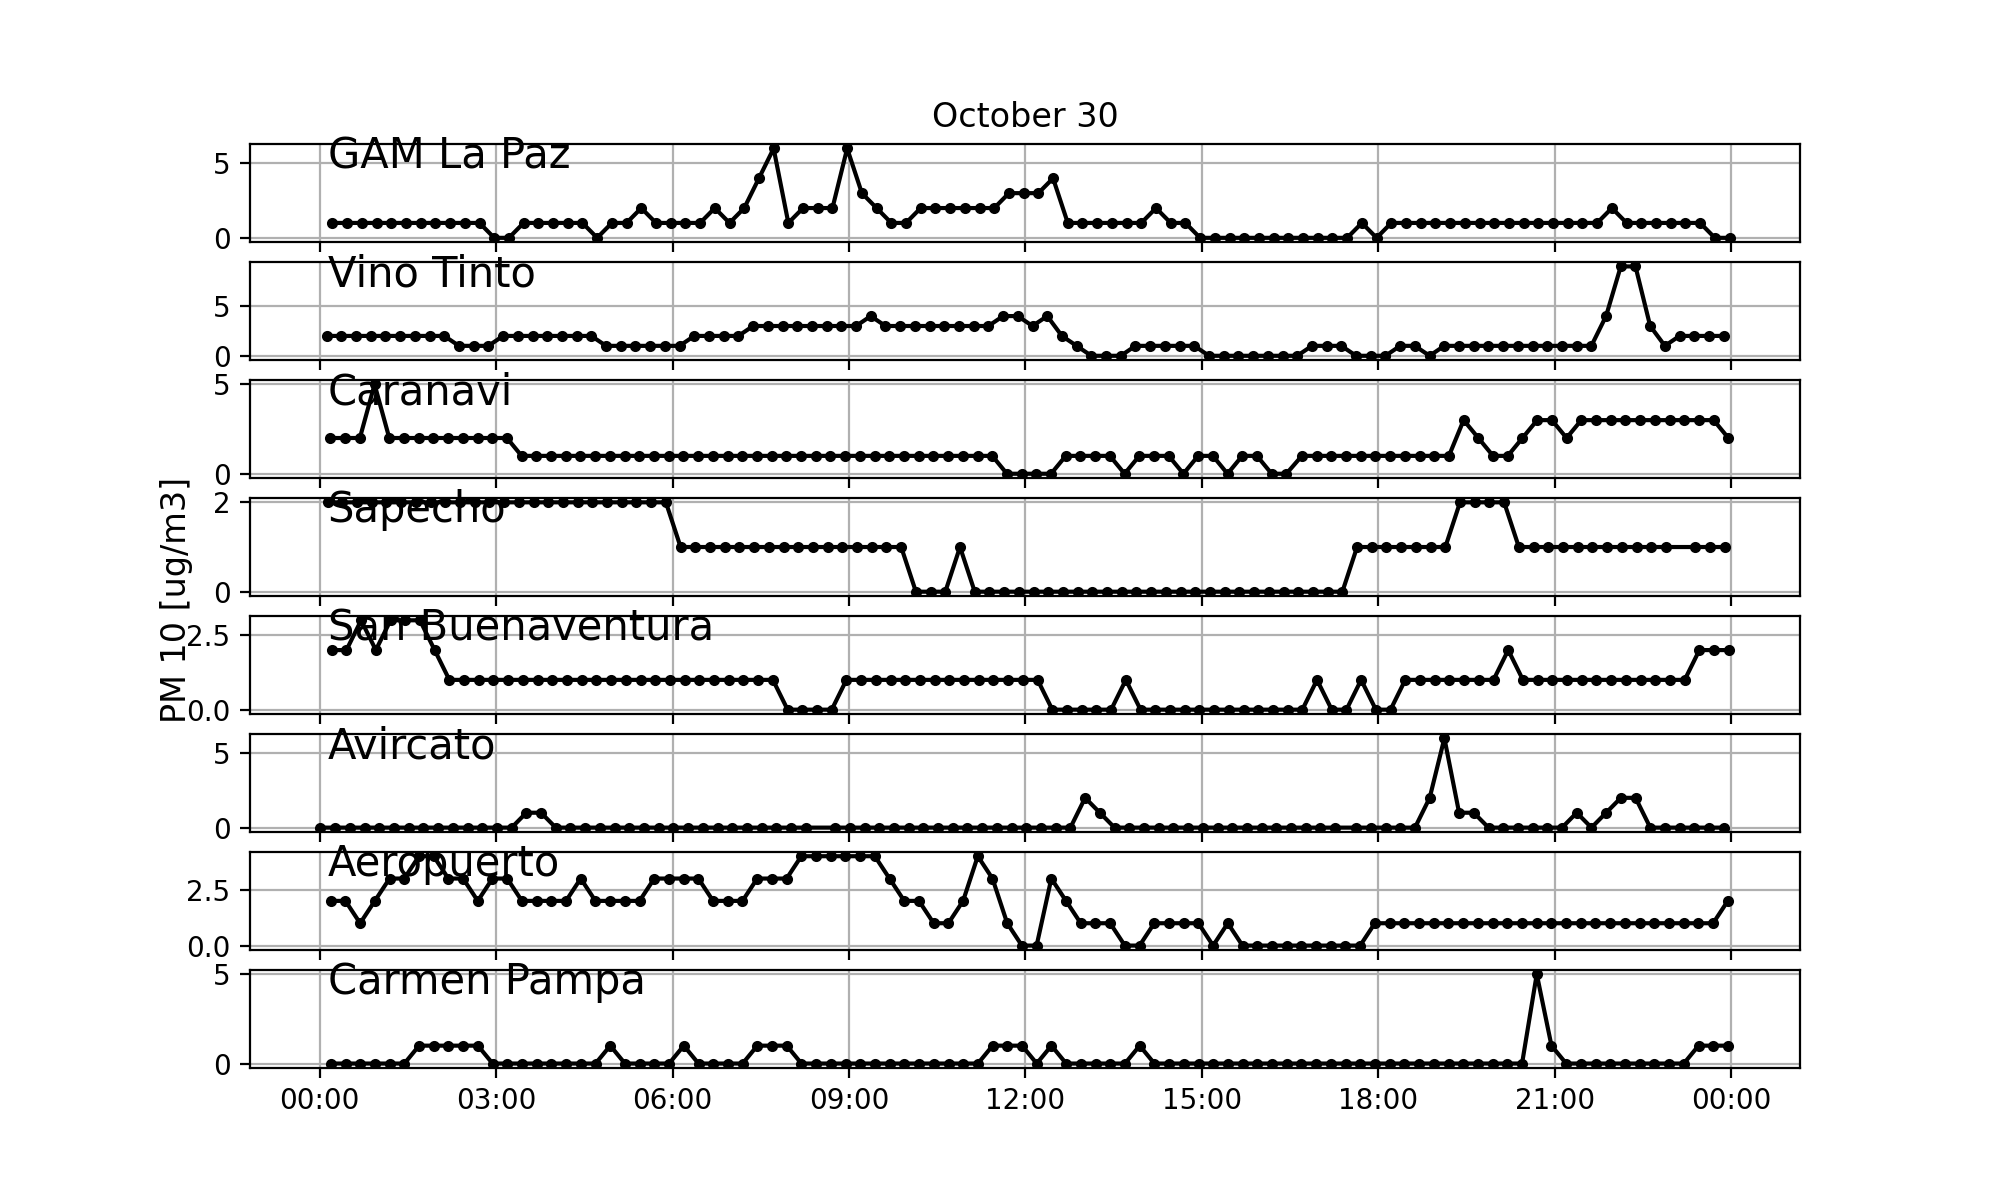 October 30
PM 10 [ug/m3]
GAM La Paz
5
0
Vino Tinto
5
0
Caranavi
5
0
Sapecho
2
0
San Buenaventura
2.5
0.0
Avircato
5
0
Aeropuerto
2.5
0.0
Carmen Pampa
5
0
00:00 03:00 06:00 09:00 12:00 15:00 18:00 21:00 00:00